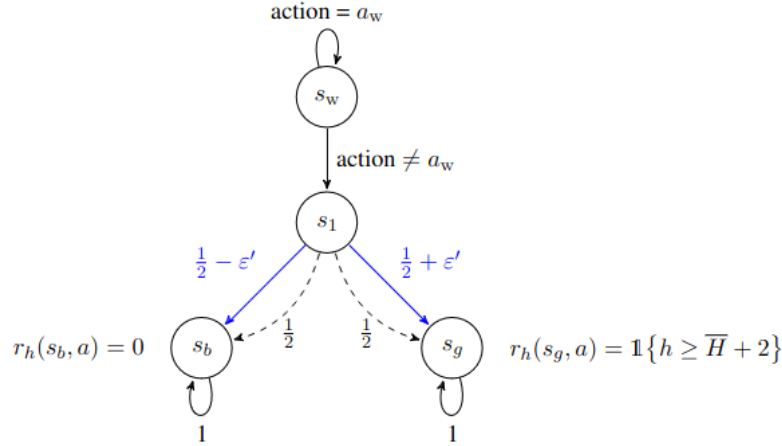 action = a_w
s_w
action ≠ a_w
s_1
1/2 − ε′
1/2 + ε′
1/2
1/2
r_h(s_b, a) = 0
s_b
s_g
r_h(s_g, a) = 𝟙{h ≥ H̅ + 2}
1
1